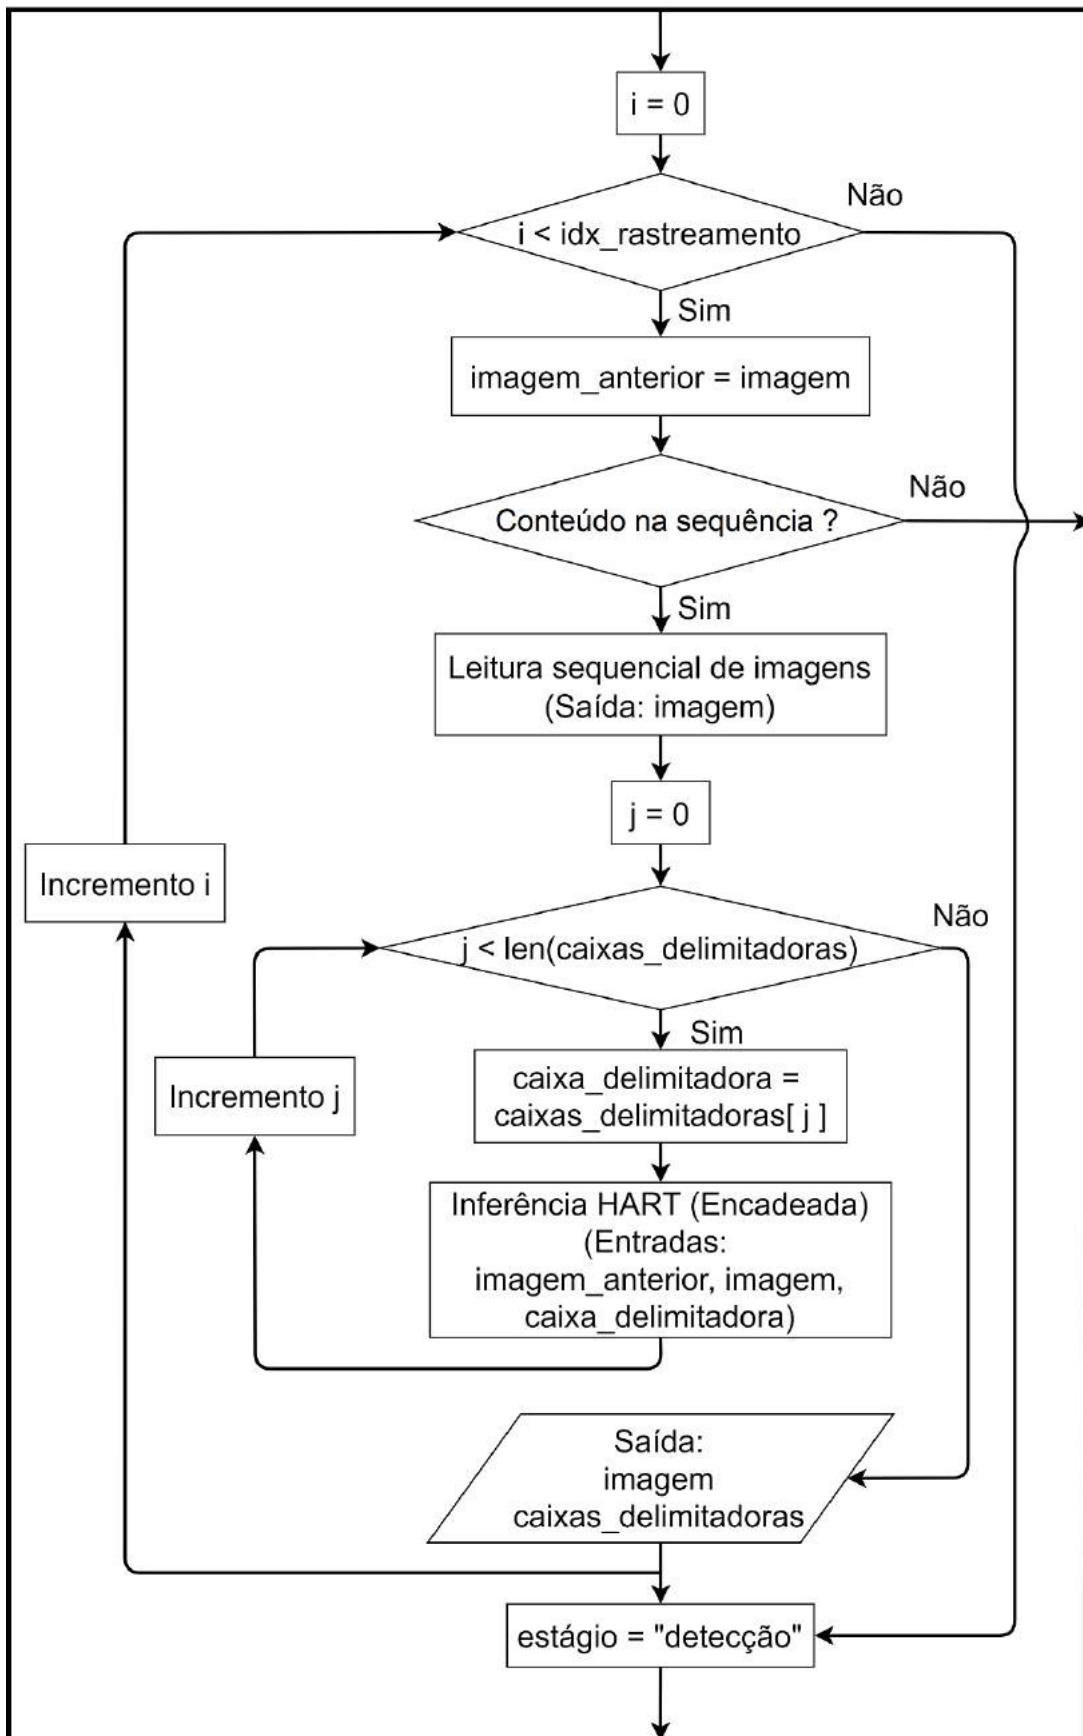 i = 0
i < idx_rastreamento
Não
Sim
imagem_anterior = imagem
Conteúdo na sequência ?
Não
Sim
Leitura sequencial de imagens
(Saída: imagem)
j = 0
Incremento i
j < len(caixas_delimitadoras)
Não
Sim
Incremento j
caixa_delimitadora =
caixas_delimitadoras[ j ]
Inferência HART (Encadeada)
(Entradas:
imagem_anterior, imagem,
caixa_delimitadora)
Saída:
imagem
caixas_delimitadoras
estágio = "detecção"